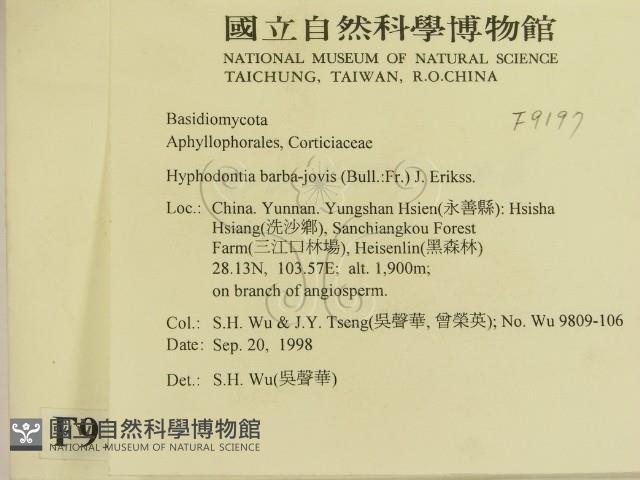 國立自然科學博物館
NATIONAL MUSEUM OF NATURAL SCIENCE
TAICHUNG, TAIWAN, R.O.CHINA
Basidiomycota
F9197
Aphyllophorales, Corticiaceae
Hyphodontia barba-jovis (Bull.:Fr.) J. Erikss.
Loc.: China. Yunnan. Yungshan Hsien(永善縣): Hsisha
Hsiang(洗沙鄉), Sanchiangkou Forest
Farm(三江口林場), Heisenlin(黑森林)
28.13N, 103.57E; alt. 1,900m;
on branch of angiosperm.
Col.: S.H. Wu & J.Y. Tseng(吳聲華, 曾榮英); No. Wu 9809-106
Date: Sep. 20, 1998
Det.: S.H. Wu(吳聲華)
F9
國立自然科學博物館
NATIONAL MUSEUM OF NATURAL SCIENCE